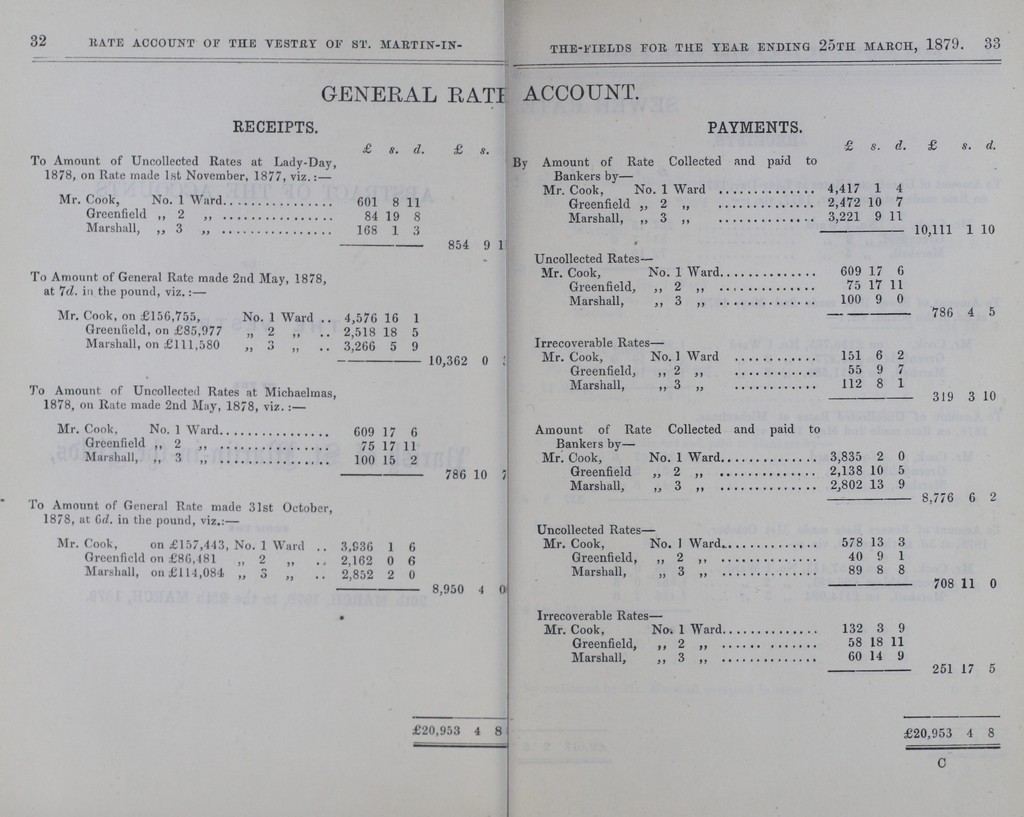 32 RATE ACCOUNT OF THE VESTRY OF ST. MARTIN-IN-
GENERAL RATE
RECEIPTS.
£ s. d. £ s.
To Amount of Uncollected Rates at Lady-Day,
1878, on Rate made 1st November, 1877, viz.:—
Mr. Cook, No. 1 Ward................ 601 8 11
Greenfield ,, 2 ,, ................ 84 19 8
Marshall, ,, 3 ,, ................ 168 1 3
854 9 1
To Amount of General Rate made 2nd May, 1878,
at 7d. in the pound, viz.:—
Mr. Cook, on £156,755, No. 1 Ward .. 4,576 16 1
Greenfield, on £85,977 ,, 2 ,, .. 2,518 18 5
Marshall, on £111,580 ,, 3 ,, .. 3,266 5 9
10,362 0
To Amount of Uncollected Rates at Michaelmas,
1878, on Rate made 2nd May, 1878, viz.:—
Mr. Cook, No. 1 Ward................ 609 17 6
Greenfield ,, 2 ,, ................ 75 17 11
Marshall, ,, 3 ,, ................ 100 15 2
786 10 7
To Amount of General Rate made 31st October,
1878, at 6d. in the pound, viz.:—
Mr. Cook, on £157,443, No. 1 Ward .. 3,936 1 6
Greenfield on £86,481 ,, 2 ,, .. 2,162 0 6
Marshall, on £114,084 ,, 3 ,, .. 2,852 2 0
8,950 4 0
£20,953 4 8
THE-FIELDS FOR THE YEAR ENDING 25TH MARCH, 1879. 33
ACCOUNT.
PAYMENTS.
£ s. d. £ s. d.
By Amount of Rate Collected and paid to
Bankers by—
Mr. Cook, No. 1 Ward .............. 4,417 1 4
Greenfield ,, 2 ,, .............. 2,472 10 7
Marshall, ,, 3 ,, .............. 3,221 9 11
10,111 1 10
Uncollected Rates—
Mr. Cook, No. 1 Ward.............. 609 17 6
Greenfield, ,, 2 ,, .............. 75 17 11
Marshall, ,, 3 ,, .............. 100 9 0
786 4 5
Irrecoverable Rates—
Mr. Cook, No. 1 Ward ............ 151 6 2
Greenfield, ,, 2 ,, .............. 55 9 7
Marshall, ,, 3 ,, .............. 112 8 1
319 3 10
Amount of Rate Collected and paid to
Bankers by—
Mr. Cook, No. 1 Ward.............. 3,835 2 0
Greenfield ,, 2 ,, .............. 2,138 10 5
Marshall, ,, 3 ,, .............. 2,802 13 9
8,776 6 2
Uncollected Rates—
Mr. Cook, No. 1 Ward.............. 578 13 3
Greenfield, ,, 2 ,, .............. 40 9 1
Marshall, ,, 3 ,, .............. 89 8 8
708 11 0
Irrecoverable Rates—
Mr. Cook, No. 1 Ward.............. 132 3 9
Greenfield, ,, 2 ,, .............. 58 18 11
Marshall, ,, 3 ,, .............. 60 14 9
251 17 5
£20,953 4 8
C